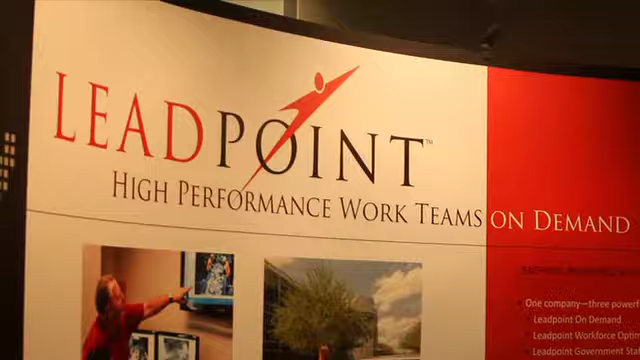 LEADPOINT™
HIGH PERFORMANCE WORK TEAMS ON DEMAND
One company—three powerf
Leadpoint On Demand
Leadpoint Workforce Optim
Leadpoint Government Sta